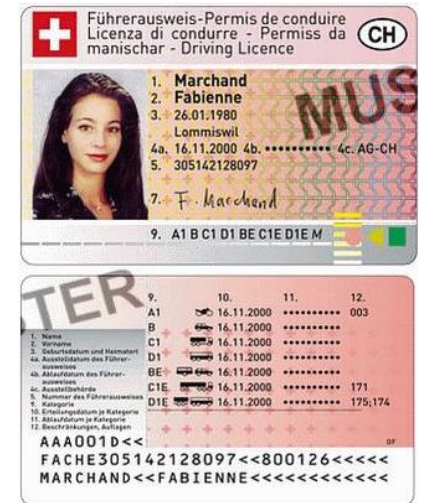 Führerausweis-Permis de conduire
Licenza di condurre - Permiss da
manischar - Driving Licence
CH
1. Marchand
2. Fabienne
3. 26.01.1980
Lommiswil
4a. 16.11.2000 4b. •••••••••• 4c. AG-CH
5. 305142128097
7. F. Marchand
9. A1 B C1 D1 BE C1E D1E M
MUSTER
9. 10. 11. 12.
A1 16.11.2000 •••••••••• 003
B 16.11.2000 ••••••••••
C1 16.11.2000 ••••••••••
D1 16.11.2000 ••••••••••
BE 16.11.2000 ••••••••••
C1E 16.11.2000 •••••••••• 171
D1E 16.11.2000 •••••••••• 175;174
1. Name
2. Vorname
3. Geburtsdatum und Heimatort
4a. Ausstelldatum des Führer-
ausweises
4b. Ablaufdatum des Führer-
ausweises
4c. Ausstellbehörde
5. Nummer des Führerausweises
9. Kategorie
10. Erteilungsdatum je Kategorie
11. Ablaufdatum je Kategorie
12. Beschränkungen, Auflagen
DF
AAA001D<<
FACHE305142128097<<800126<<<<<
MARCHAND<<FABIENNE<<<<<<<<<<<<